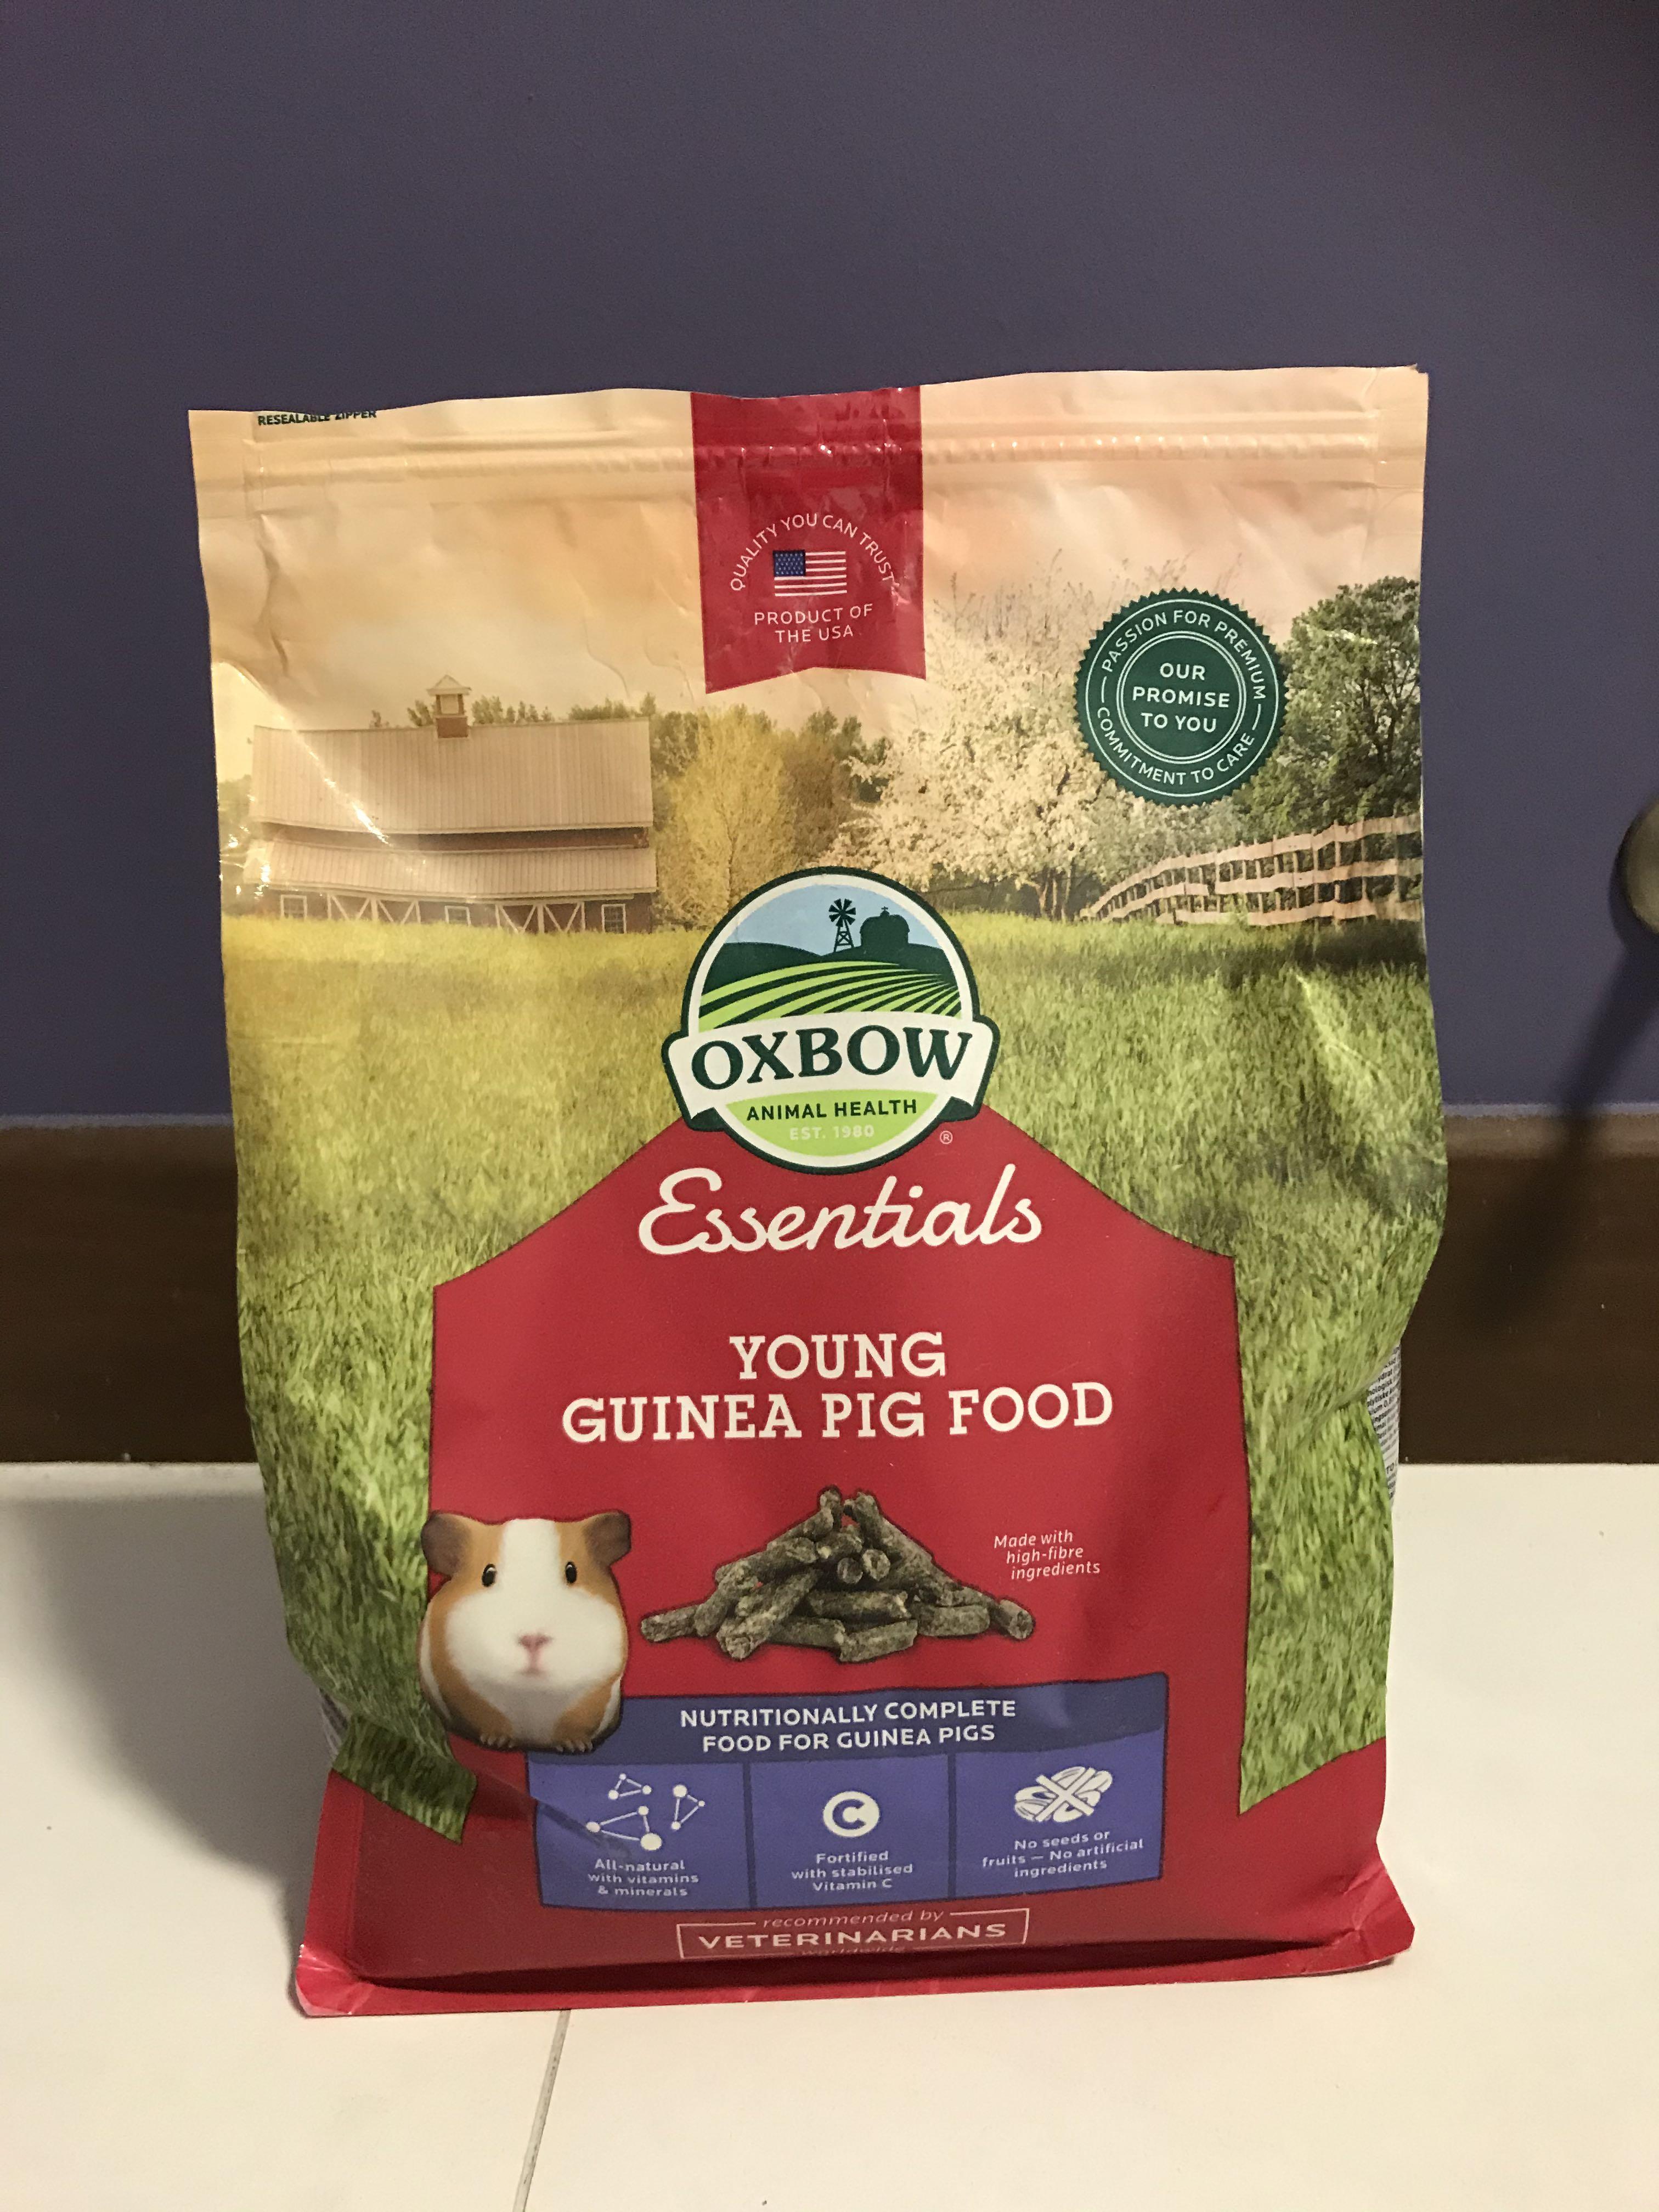 RESEALABLE ZIPPER
QUALITY YOU CAN TRUST
PRODUCT OF
THE USA
PASSION FOR PREMIUM
OUR
PROMISE
TO YOU
COMMITMENT TO CARE
OXBOW
ANIMAL HEALTH
EST. 1980
®
Essentials
YOUNG
GUINEA PIG FOOD
Made with
high-fibre
ingredients
NUTRITIONALLY COMPLETE
FOOD FOR GUINEA PIGS
All-natural
with vitamins
& minerals
C
Fortified
with stabilised
Vitamin C
No seeds or
fruits — No artificial
ingredients
recommended by
VETERINARIANS
worldwide